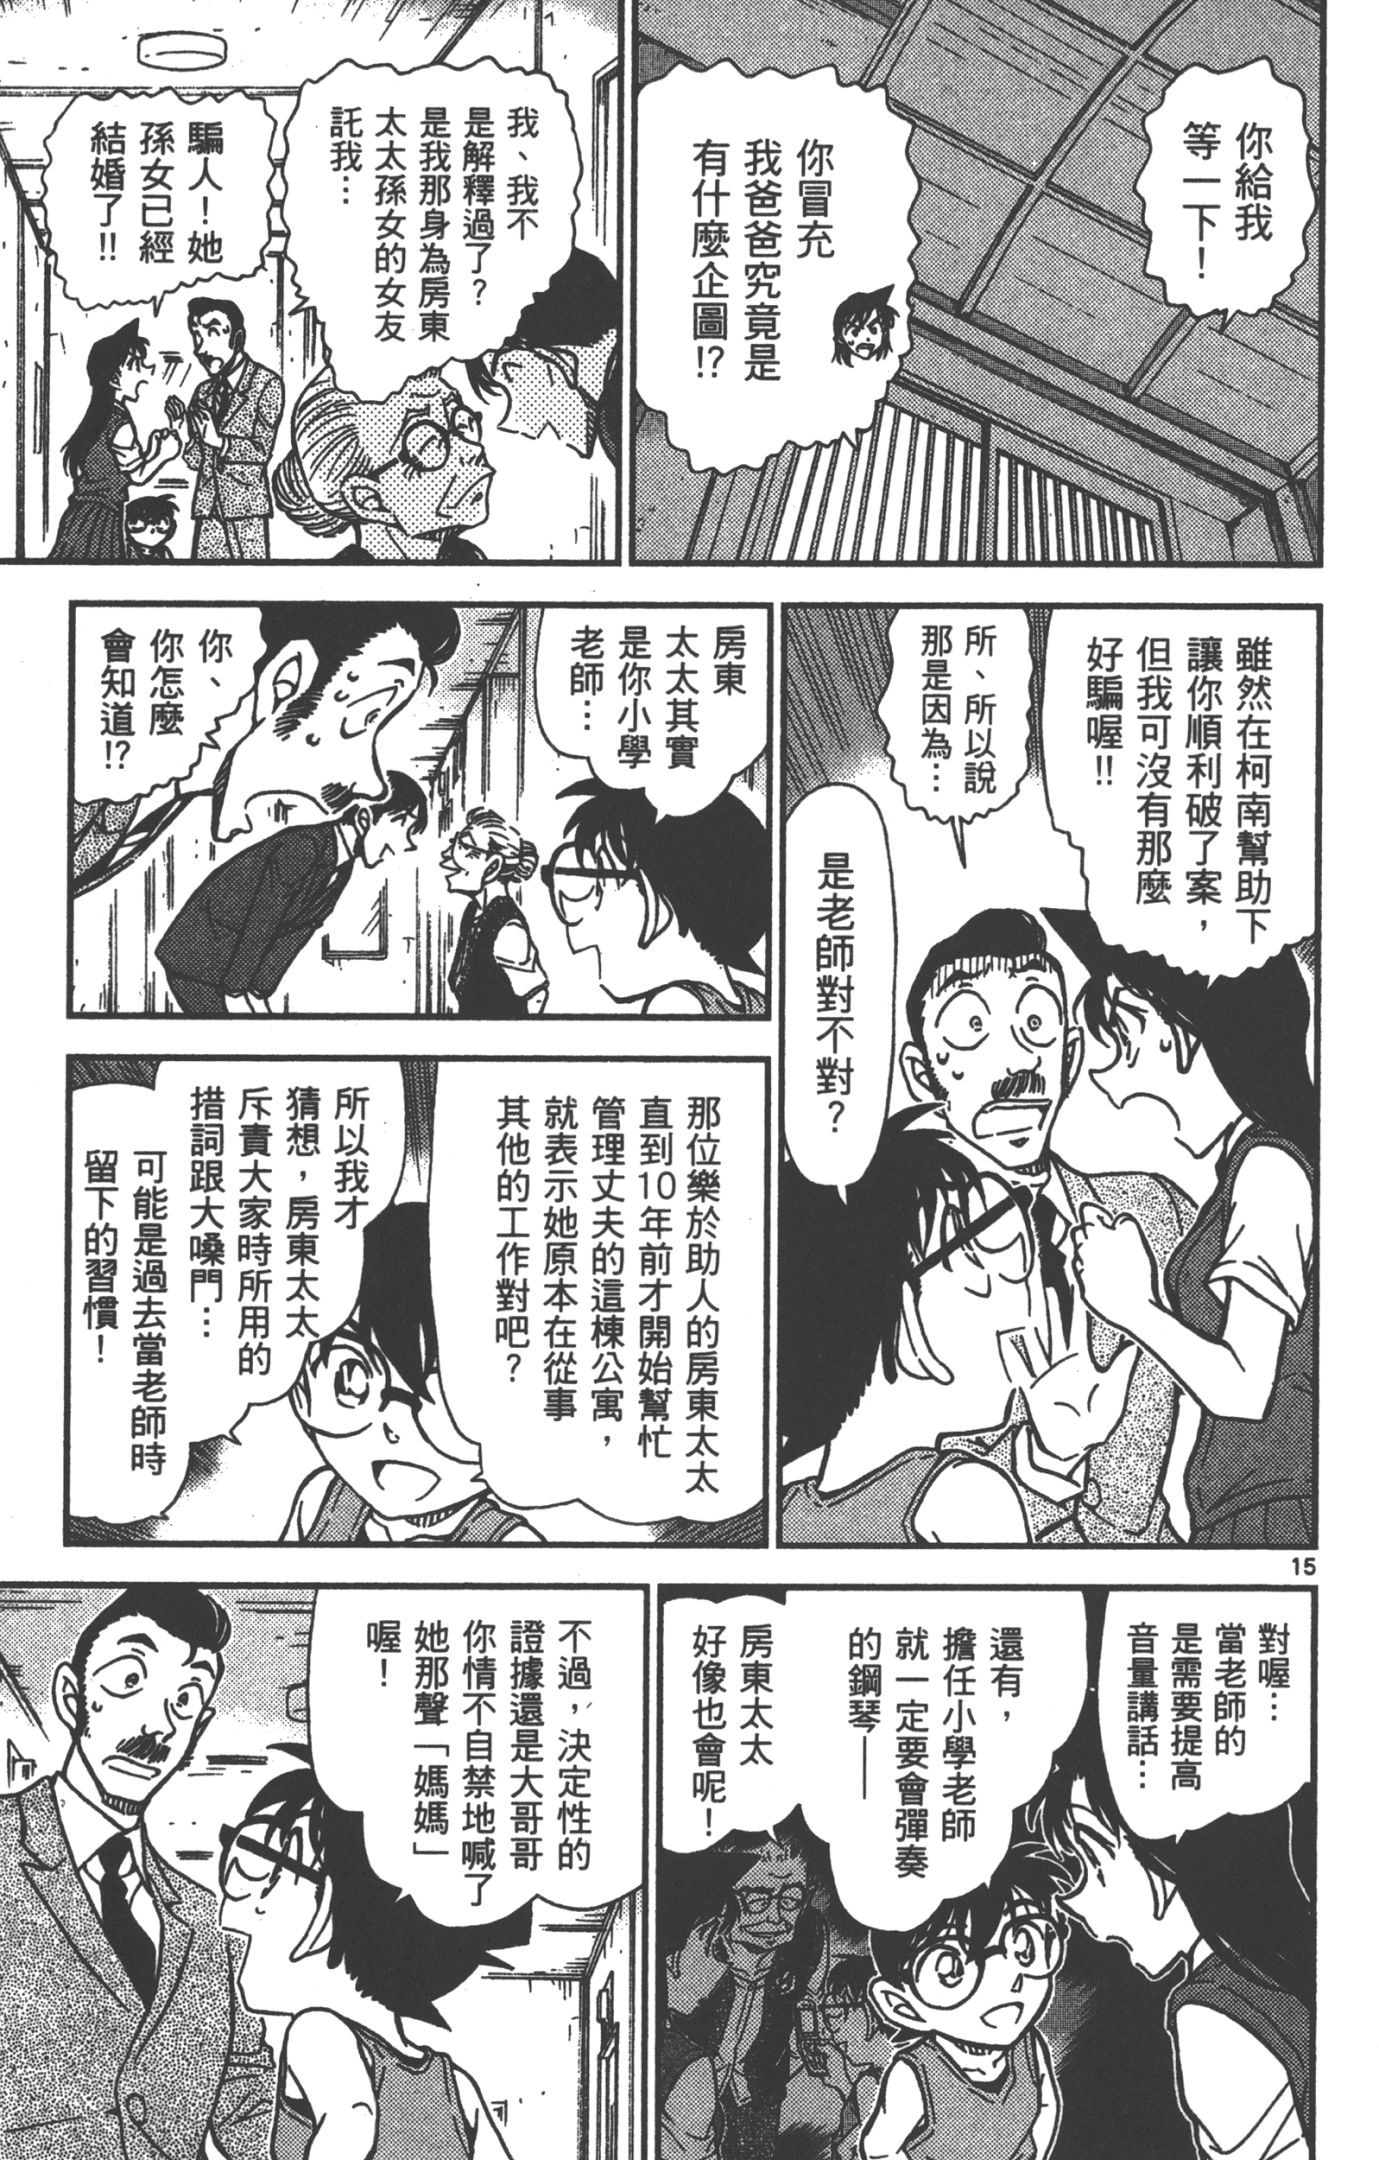 你給我
等一下！
你冒充
我爸爸究竟是
有什麼企圖!?
我、我不
是解釋過了？
是我那身為房東
太太孫女的女友
託我…
騙人！她
孫女已經
結婚了!!
雖然在柯南幫助下
讓你順利破了案，
但我可沒有那麼
好騙喔!!
所、所以說
那是因為…
是老師對不對？
房東
太太其實
是你小學
老師…
你、
你怎麼
會知道!?
那位樂於助人的房東太太
直到10年前才開始幫忙
管理丈夫的這棟公寓，
就表示她原本在從事
其他的工作對吧？
所以我才
猜想，房東太太
斥責大家時所用的
措詞跟大嗓門…
可能是過去當老師時
留下的習慣！
15
對喔…
當老師的
是需要提高
音量講話…
還有，
擔任小學老師
就一定要會彈奏
的鋼琴——
房東太太
好像也會呢！
不過，決定性的
證據還是大哥哥
你情不自禁地喊了
她那聲「媽媽」
喔！